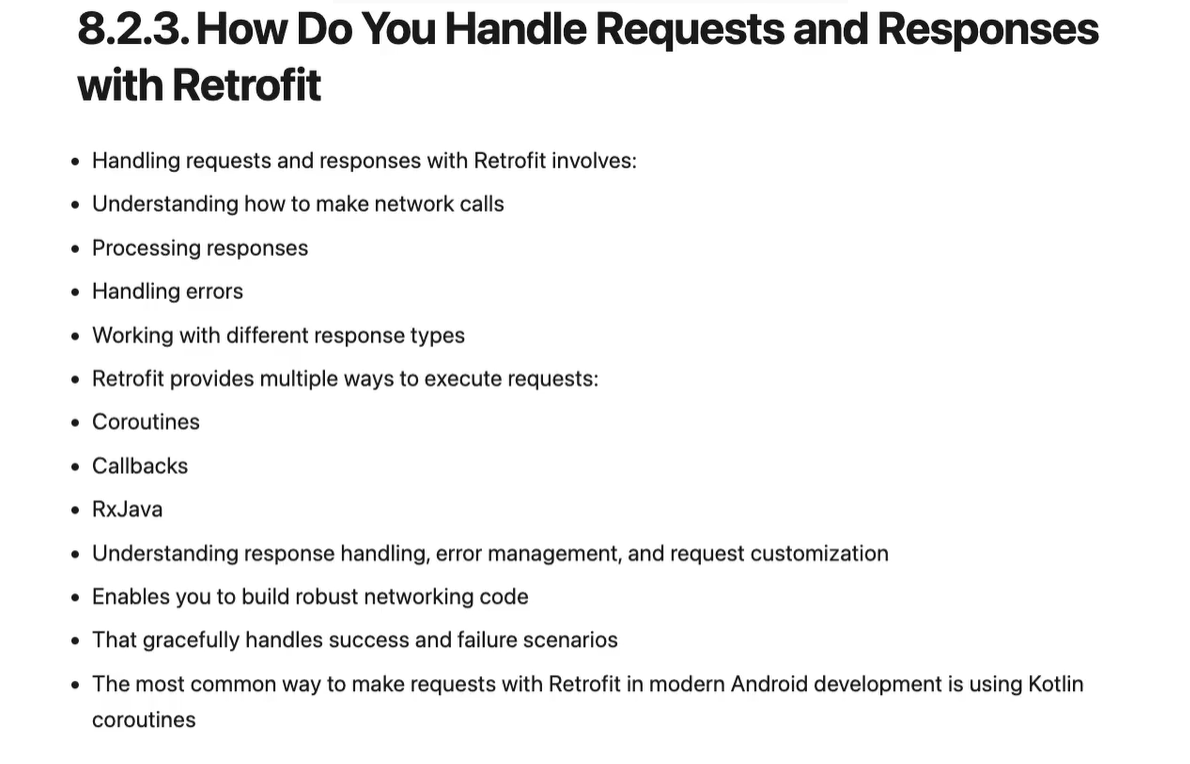 8.2.3. How Do You Handle Requests and Responses
with Retrofit
• Handling requests and responses with Retrofit involves:
• Understanding how to make network calls
• Processing responses
• Handling errors
• Working with different response types
• Retrofit provides multiple ways to execute requests:
• Coroutines
• Callbacks
• RxJava
• Understanding response handling, error management, and request customization
• Enables you to build robust networking code
• That gracefully handles success and failure scenarios
• The most common way to make requests with Retrofit in modern Android development is using Kotlin
coroutines